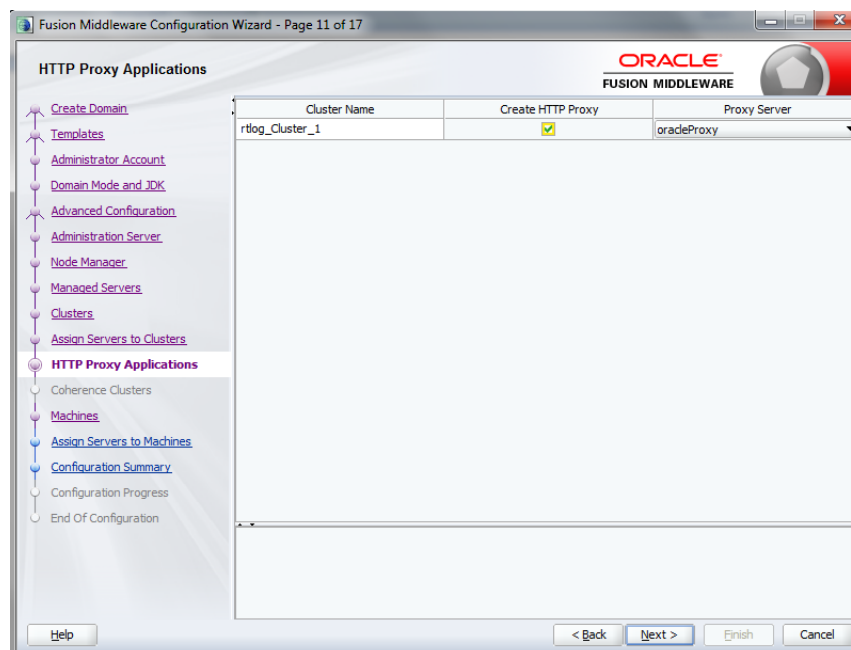 Fusion Middleware Configuration Wizard - Page 11 of 17
HTTP Proxy Applications
ORACLE
FUSION MIDDLEWARE
Create Domain
Templates
Administrator Account
Domain Mode and JDK
Advanced Configuration
Administration Server
Node Manager
Managed Servers
Clusters
Assign Servers to Clusters
HTTP Proxy Applications
Coherence Clusters
Machines
Assign Servers to Machines
Configuration Summary
Configuration Progress
End Of Configuration
Cluster Name Create HTTP Proxy Proxy Server
rtlog_Cluster_1 oracleProxy
Help < Back Next > Finish Cancel